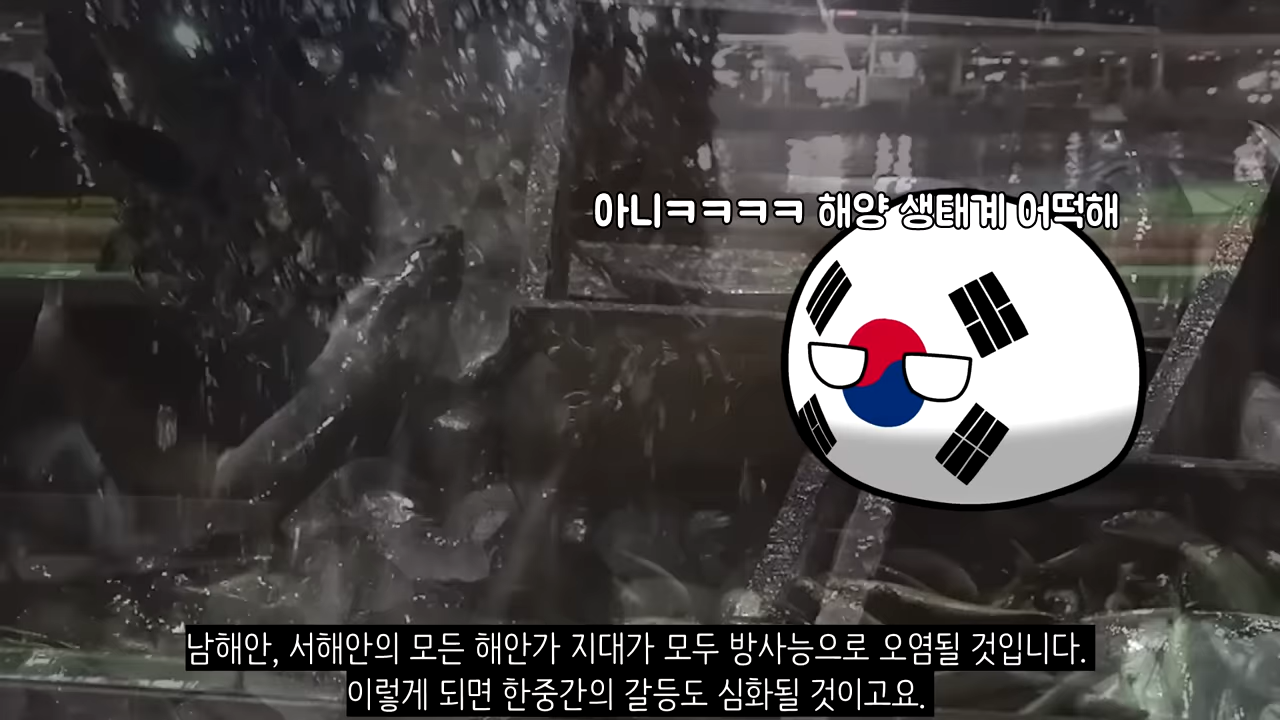 아니ㅋㅋㅋㅋ 해양 생태계 어떡해
남해안, 서해안의 모든 해안가 지대가 모두 방사능으로 오염될 것입니다.
이렇게 되면 한중간의 갈등도 심화될 것이고요.